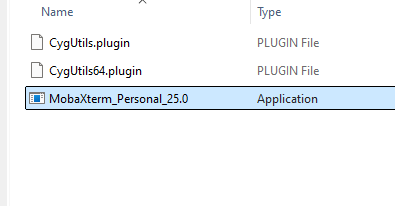 Name Type
CygUtils.plugin PLUGIN File
CygUtils64.plugin PLUGIN File
MobaXterm_Personal_25.0 Application